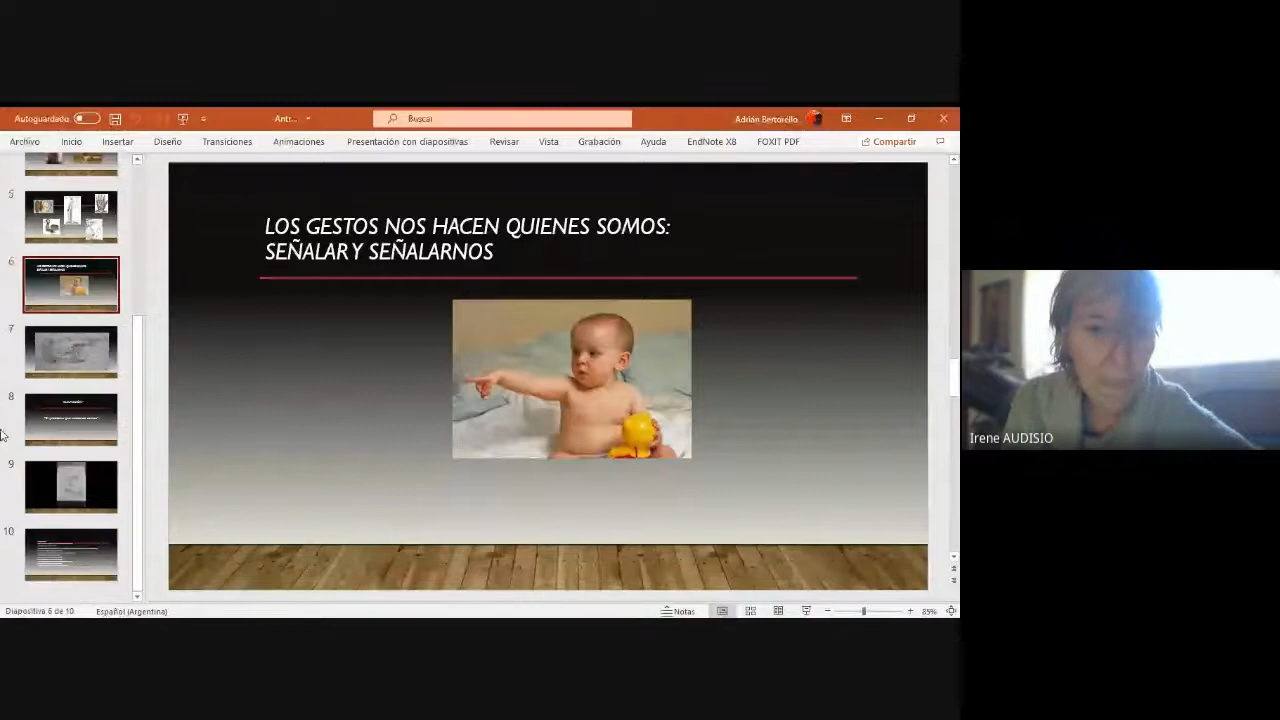 Autoguardado
Buscar
Adrián Bertorello
Archivo Inicio Insertar Diseño Transiciones Animaciones Presentación con diapositivas Revisar Vista Grabación Ayuda EndNote X8 FOXIT PDF Compartir
LOS GESTOS NOS HACEN QUIENES SOMOS:
SEÑALAR Y SEÑALARNOS
5
6
7
8
9
10
Irene AUDISIO
Diapositiva 6 de 10 Español (Argentina) Notas 85%